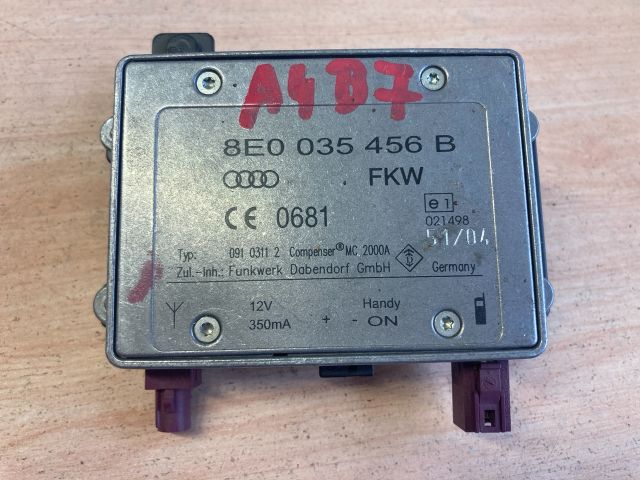 A4 B7
8E0 035 456 B
FKW
CE 0681
e1
021498
51/04
Typ: 091 0311 2 Compenser® MC 2000A
Zul.-Inh.: Funkwerk Dabendorf GmbH Germany
12V Handy
350mA + - ON